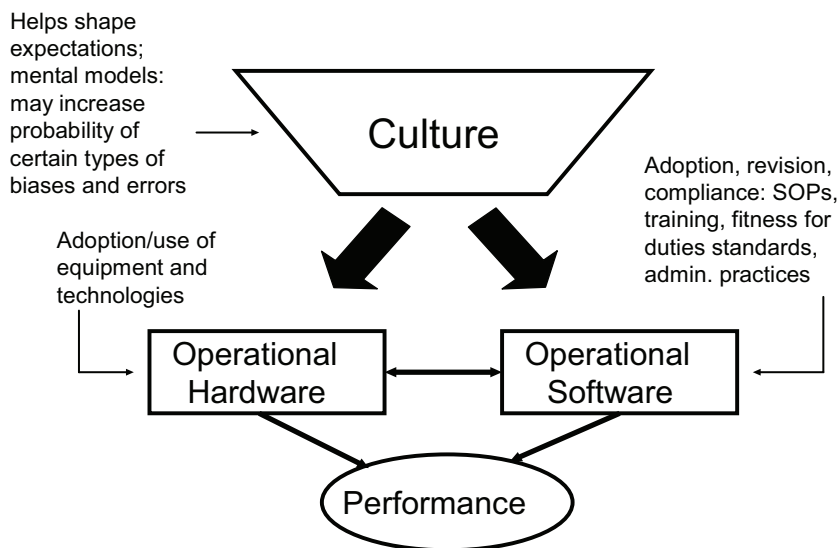 Helps shape
expectations;
mental models:
may increase
probability of
certain types of
biases and errors
Culture
Adoption, revision,
compliance: SOPs,
training, fitness for
duties standards,
admin. practices
Adoption/use of
equipment and
technologies
Operational
Hardware
Operational
Software
Performance